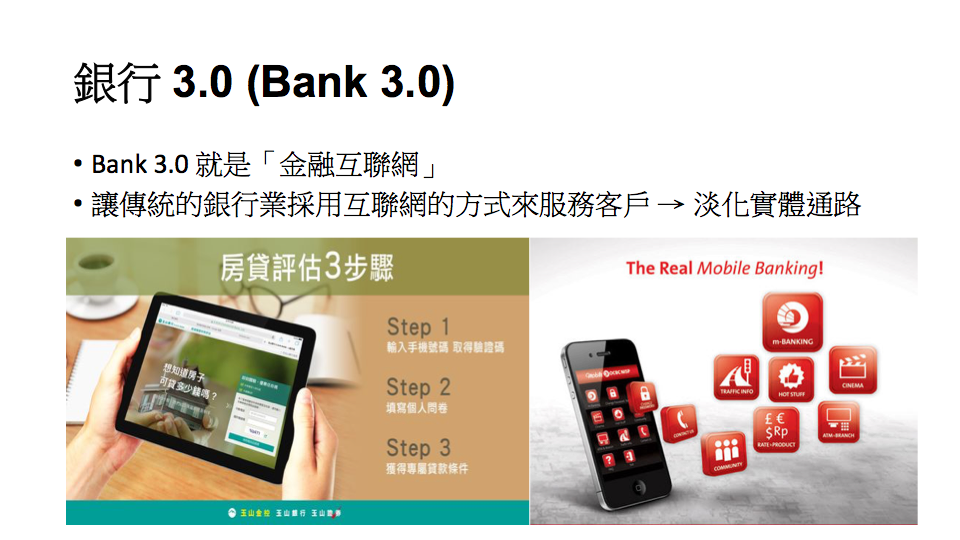 銀行 3.0 (Bank 3.0)
• Bank 3.0 就是「金融互聯網」
• 讓傳統的銀行業採用互聯網的方式來服務客戶 → 淡化實體通路
房貸評估3步驟
Step 1
輸入手機號碼 取得驗證碼
Step 2
填寫個人問卷
Step 3
獲得專屬貸款條件
想知道房子
可貸多少錢嗎？
玉山金控 玉山銀行 玉山證券
The Real Mobile Banking!
m-BANKING
TRAFFIC INFO
HOT STUFF
CINEMA
CONTACT US
COMMUNITY
£ €
$ Rp
RATE+PRODUCT
ATM+BRANCH
OCBC NISP